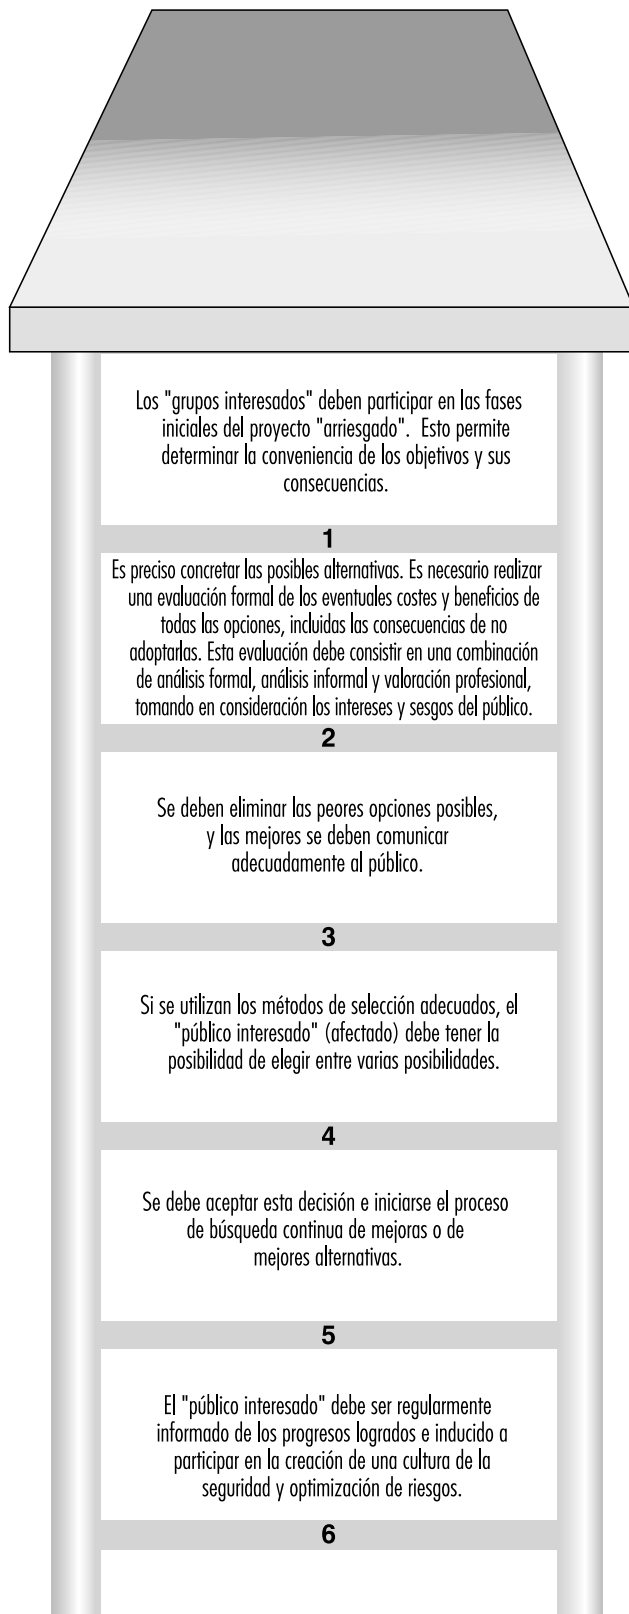 Los "grupos interesados" deben participar en las fases
iniciales del proyecto "arriesgado". Esto permite
determinar la conveniencia de los objetivos y sus
consecuencias.
1
Es preciso concretar las posibles alternativas. Es necesario realizar
una evaluación formal de los eventuales costes y beneficios de
todas las opciones, incluidas las consecuencias de no
adoptarlas. Esta evaluación debe consistir en una combinación
de análisis formal, análisis informal y valoración profesional,
tomando en consideración los intereses y sesgos del público.
2
Se deben eliminar las peores opciones posibles,
y las mejores se deben comunicar
adecuadamente al público.
3
Si se utilizan los métodos de selección adecuados, el
"público interesado" (afectado) debe tener la
posibilidad de elegir entre varias posibilidades.
4
Se debe aceptar esta decisión e iniciarse el proceso
de búsqueda continua de mejoras o de
mejores alternativas.
5
El "público interesado" debe ser regularmente
informado de los progresos logrados e inducido a
participar en la creación de una cultura de la
seguridad y optimización de riesgos.
6